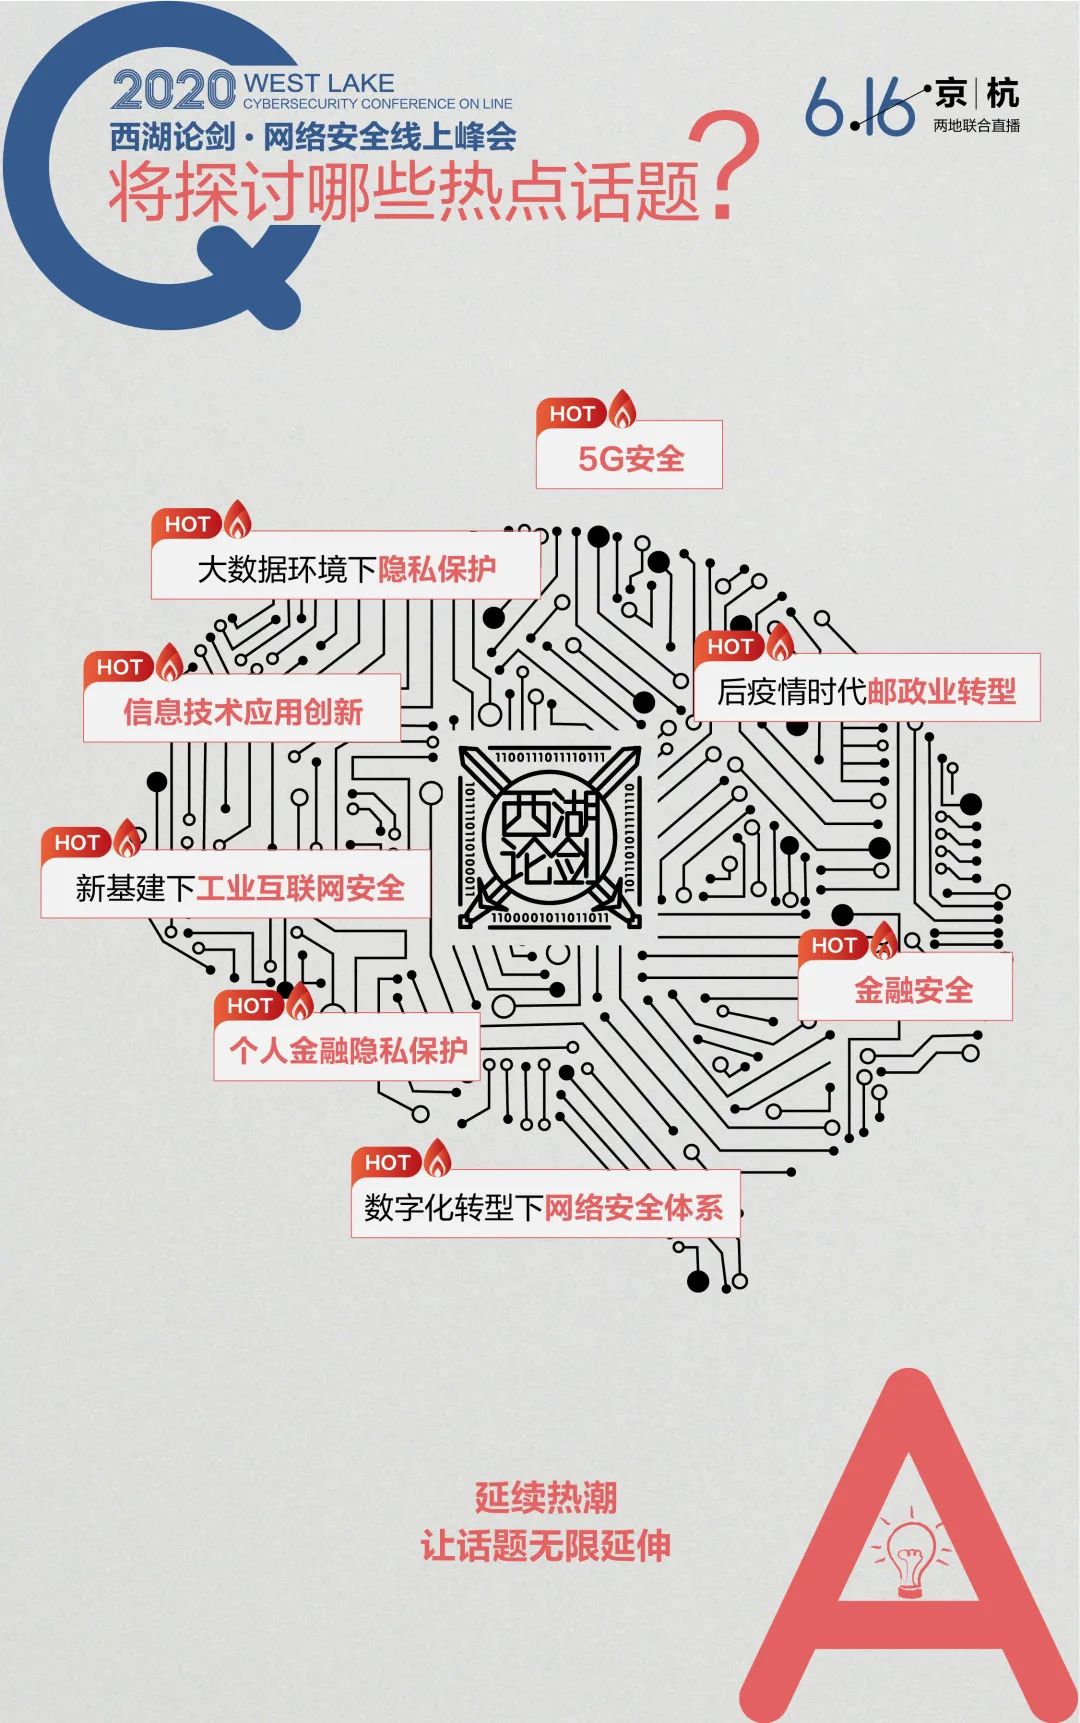 2020 WEST LAKE
CYBERSECURITY CONFERENCE ON LINE
西湖论剑·网络安全线上峰会
将探讨哪些热点话题?
6.16 京|杭
两地联合直播
HOT
5G安全
HOT
大数据环境下隐私保护
HOT
后疫情时代邮政业转型
HOT
信息技术应用创新
1100111011110111
西湖
论剑
1100001011011011
HOT
新基建下工业互联网安全
HOT
金融安全
HOT
个人金融隐私保护
HOT
数字化转型下网络安全体系
延续热潮
让话题无限延伸